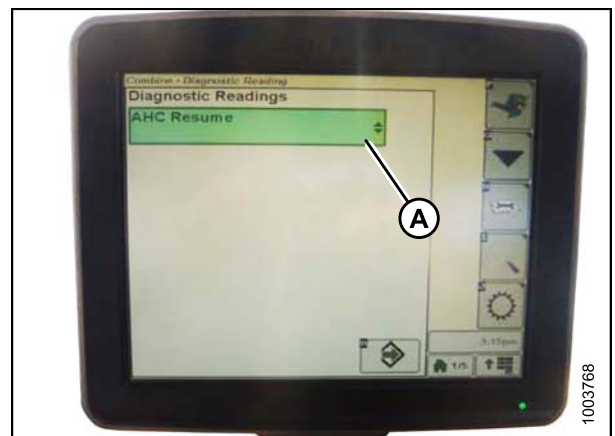 Combine - Diagnostic Reading
Diagnostic Readings
AHC Resume
A
3:15pm
1/5
1003768